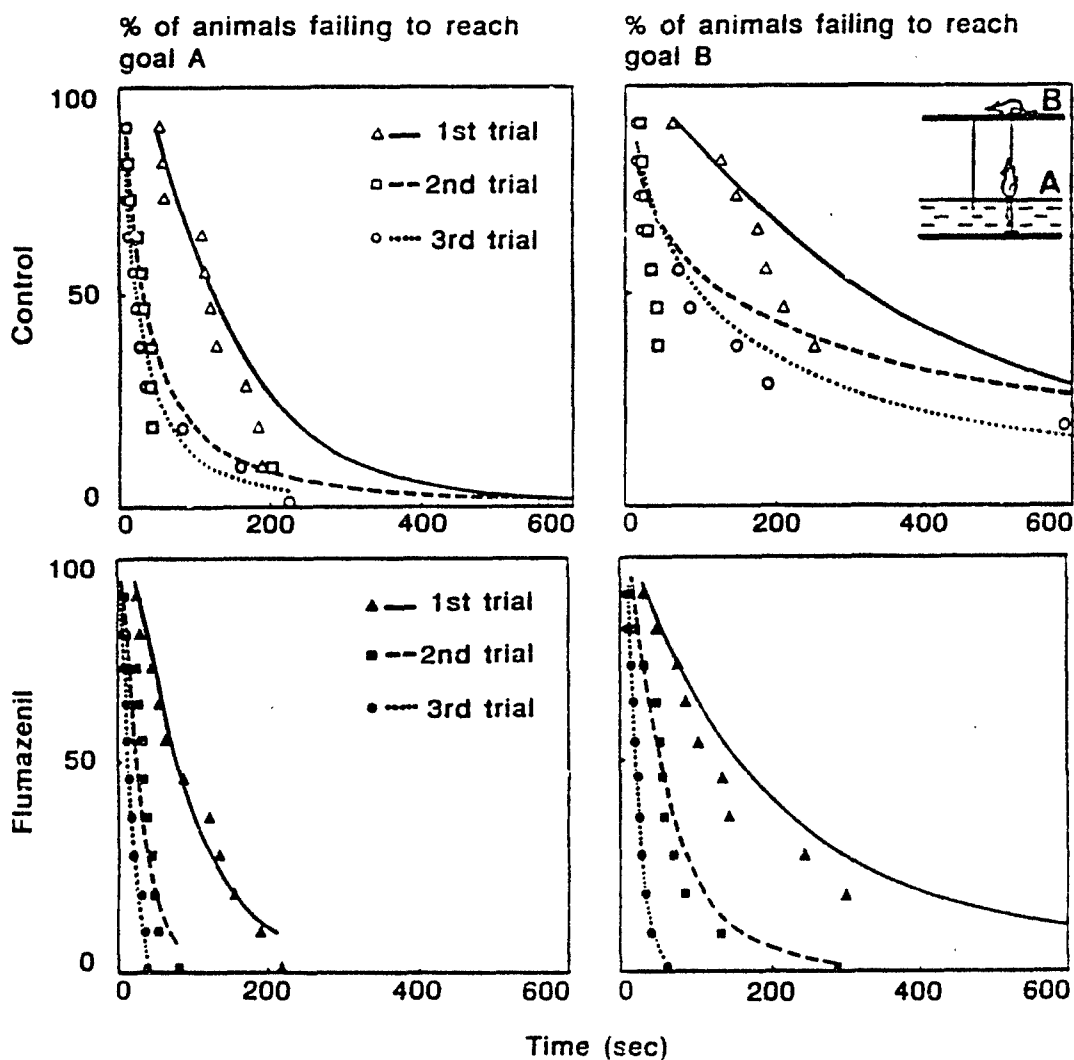 % of animals failing to reach
goal A
% of animals failing to reach
goal B
100
50
0
Control
1st trial
2nd trial
3rd trial
0
200
400
600
B
A
0
200
400
600
100
50
0
Flumazenil
1st trial
2nd trial
3rd trial
0
200
400
600
0
200
400
600
Time (sec)